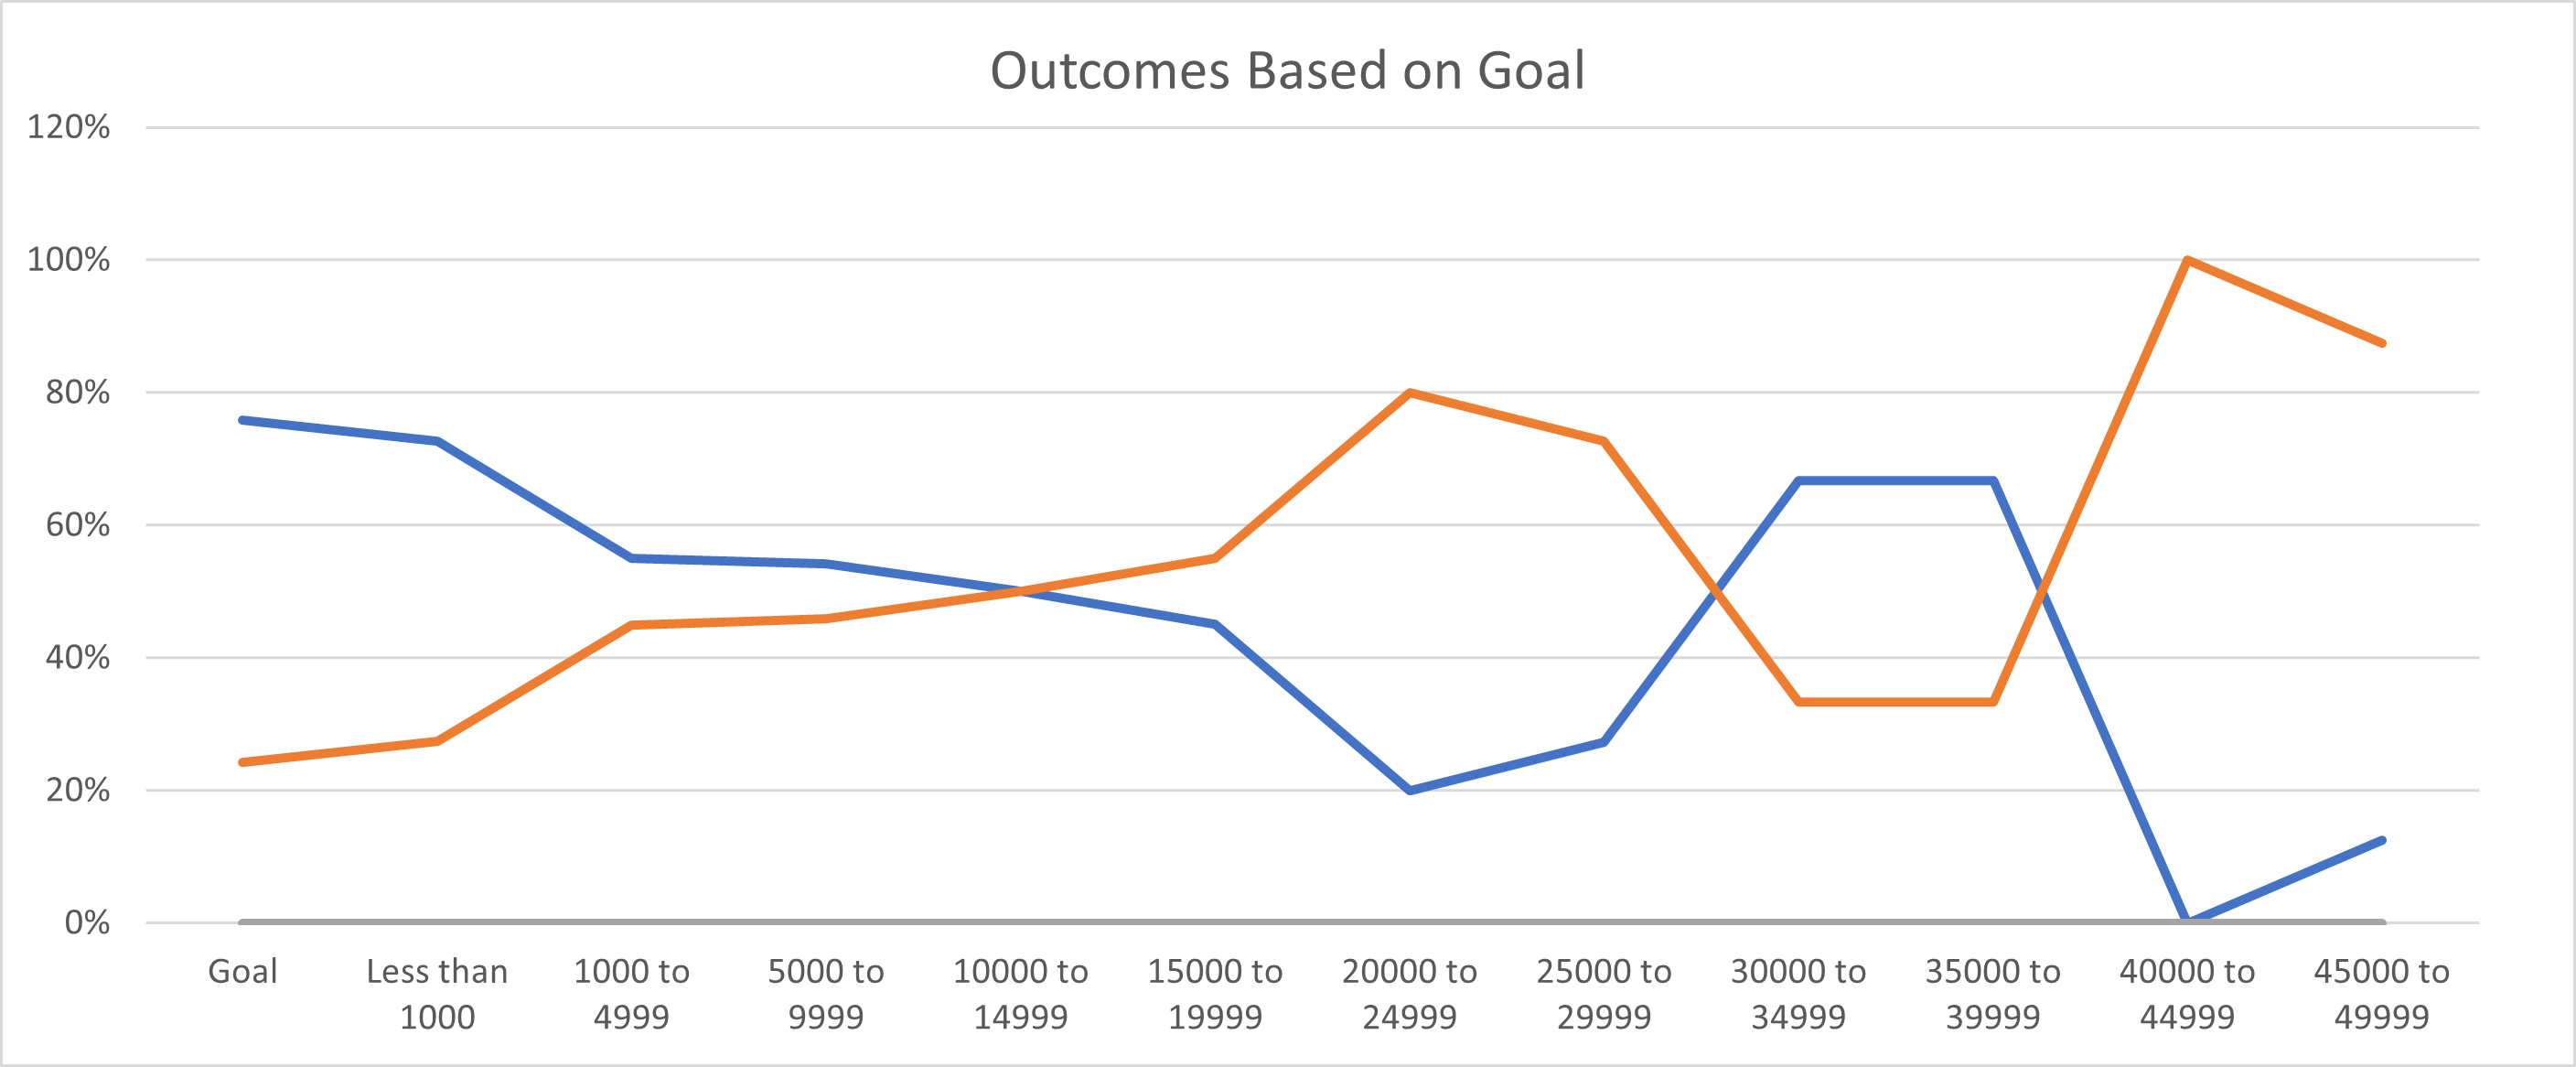 Outcomes Based on Goal
120%
100%
80%
60%
40%
20%
0%
Goal
Less than
1000
1000 to
4999
5000 to
9999
10000 to
14999
15000 to
19999
20000 to
24999
25000 to
29999
30000 to
34999
35000 to
39999
40000 to
44999
45000 to
49999